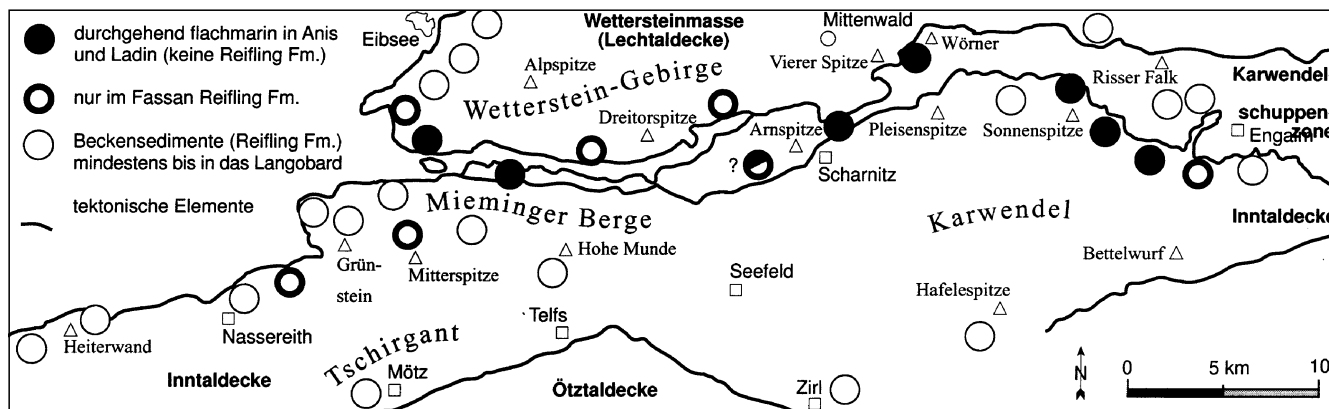 durchgehend flachmarin in Anis
und Ladin (keine Reifling Fm.)
nur im Fassan Reifling Fm.
Beckensedimente (Reifling Fm.)
mindestens bis in das Langobard
tektonische Elemente
Eibsee
Wettersteinmasse
(Lechtaldecke)
Mittenwald
Wörner
Vierer Spitze
Alpspitze
Wetterstein-Gebirge
Dreitorspitze
Arnspitze
?
Scharnitz
Pleisenspitze
Sonnenspitze
Risser Falk
Karwendel-
schuppen-
zone
Engalm
Mieminger Berge
Karwendel
Inntaldecke
Grün-
stein
Mitterspitze
Hohe Munde
Seefeld
Bettelwurf
Hafelespitze
Nassereith
Heiterwand
Telfs
Tschirgant
Inntaldecke
Mötz
Ötztaldecke
Zirl
N
0 5 km 10